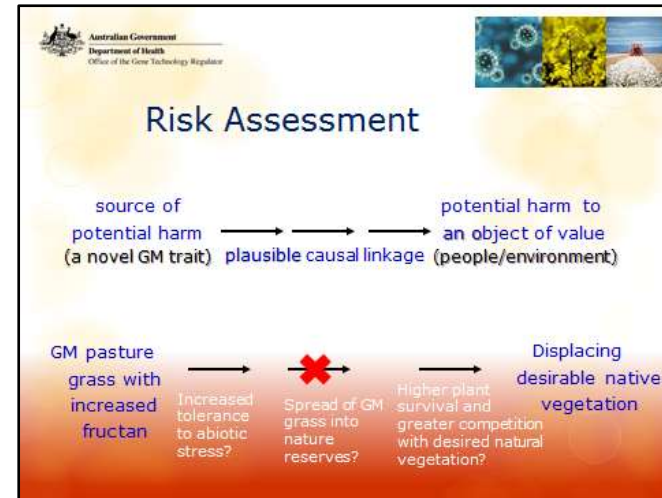 Australian Government
Department of Health
Office of the Gene Technology Regulator
Risk Assessment
source of
potential harm
(a novel GM trait)
plausible causal linkage
potential harm to
an object of value
(people/environment)
GM pasture
grass with
increased
fructan
Increased
tolerance
to abiotic
stress?
Spread of GM
grass into
nature
reserves?
Higher plant
survival and
greater competition
with desired natural
vegetation?
Displacing
desirable native
vegetation